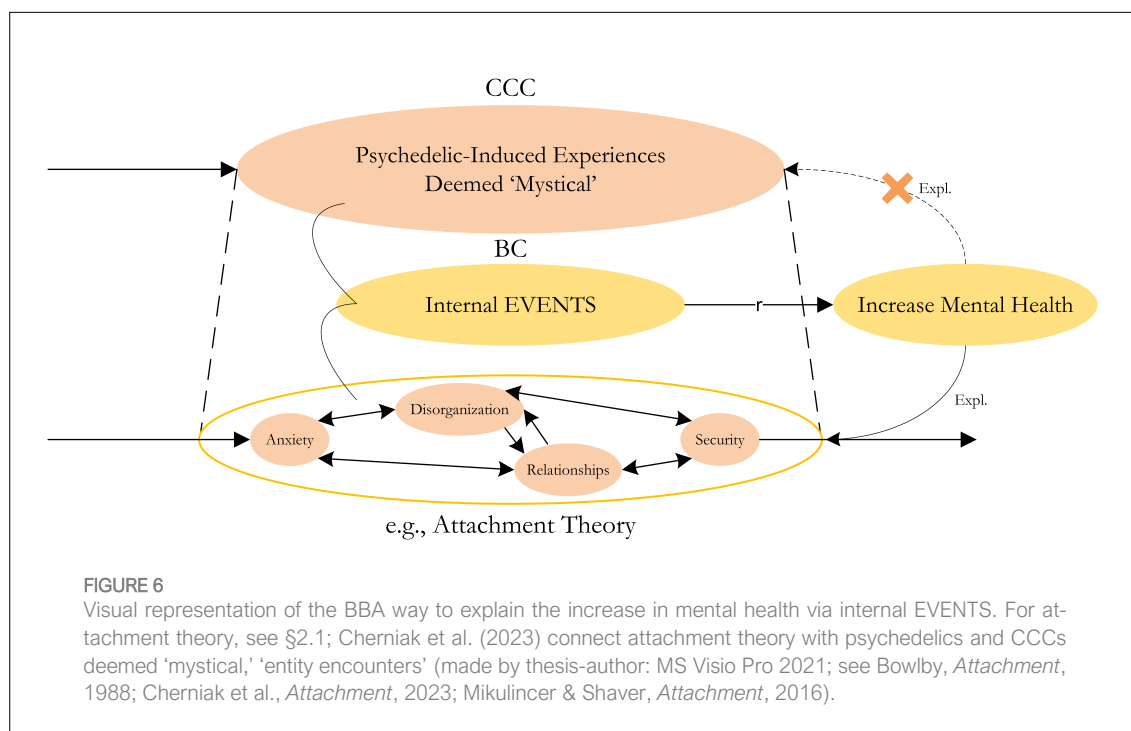 CCC
Psychedelic-Induced Experiences
Deemed ‘Mystical’
Expl.
BC
Internal EVENTS
r
Increase Mental Health
Expl.
Disorganization
Anxiety
Security
Relationships
e.g., Attachment Theory
FIGURE 6
Visual representation of the BBA way to explain the increase in mental health via internal EVENTS. For at-
tachment theory, see §2.1; Cherniak et al. (2023) connect attachment theory with psychedelics and CCCs
deemed ‘mystical,’ ‘entity encounters’ (made by thesis-author: MS Visio Pro 2021; see Bowlby, Attachment,
1988; Cherniak et al., Attachment, 2023; Mikulincer & Shaver, Attachment, 2016).